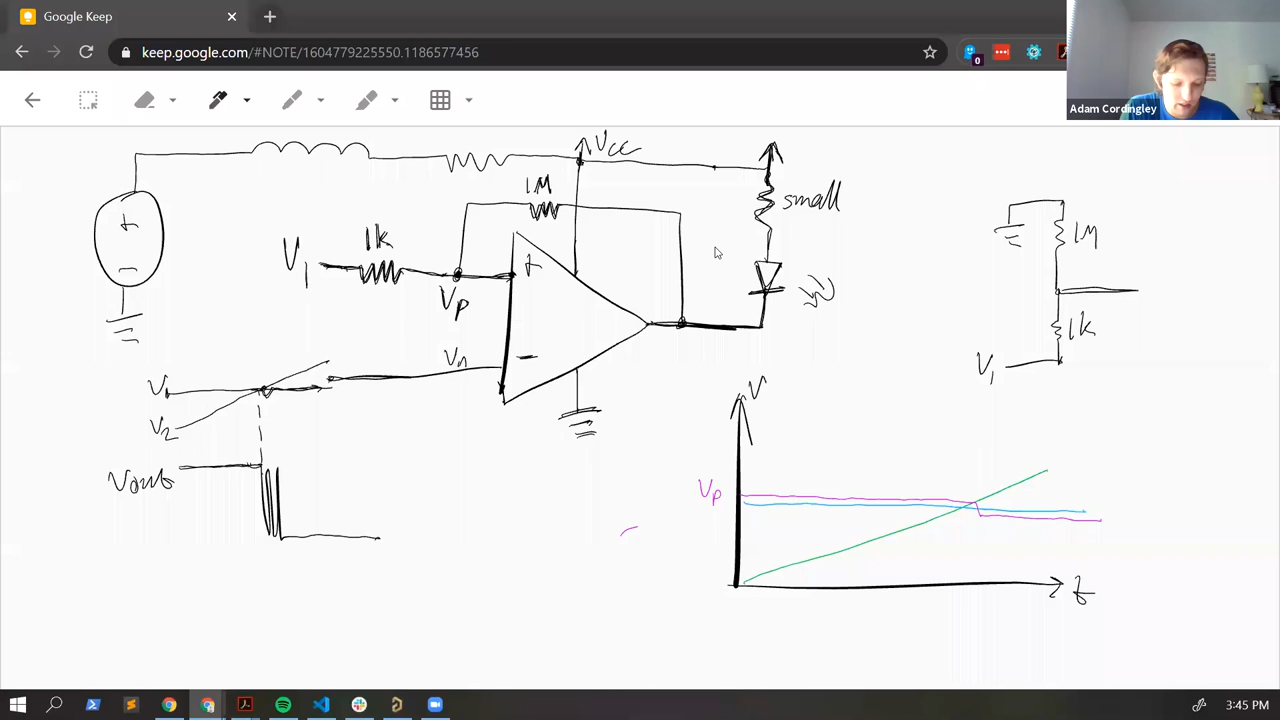 Google Keep
keep.google.com/#NOTE/1604779225550.1186577456
0
Adam Cordingley
VCC
1M
small
1k
V1
+
VP
+
-
Vn
-
V1
V2
Vout
1M
1k
V1
V
VP
t
3:45 PM